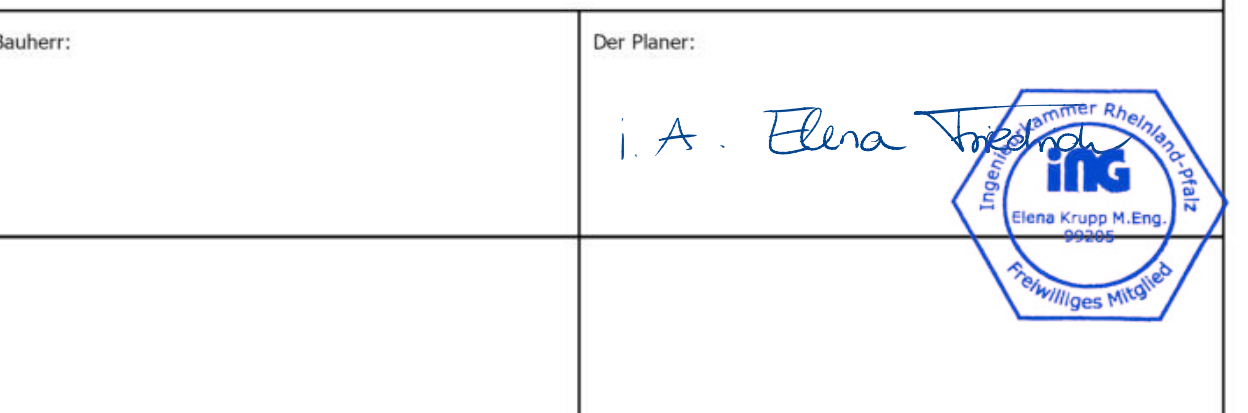 Bauherr:
Der Planer:
i. A. Elena Friedrich
Ingenieurkammer Rheinland-Pfalz
ing
Elena Krupp M.Eng.
99205
Freiwilliges Mitglied